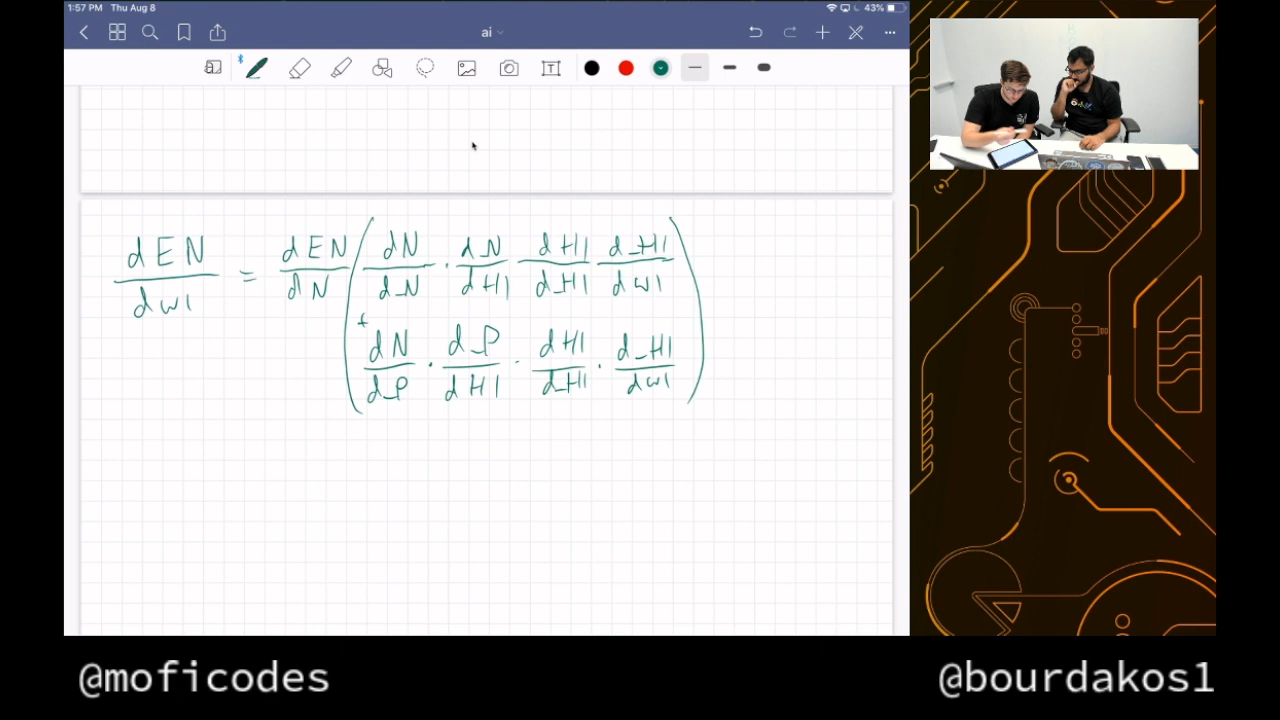 1:57 PM Thu Aug 8
43%
ai
T
dEN/dw1 = dEN/dN ( dN/d_N · d_N/dH1 dH1/d_H1 d_H1/dw1
+ dN/d_P · d_P/dH1 · dH1/d_H1 · d_H1/dw1 )
@moficodes
@bourdakos1